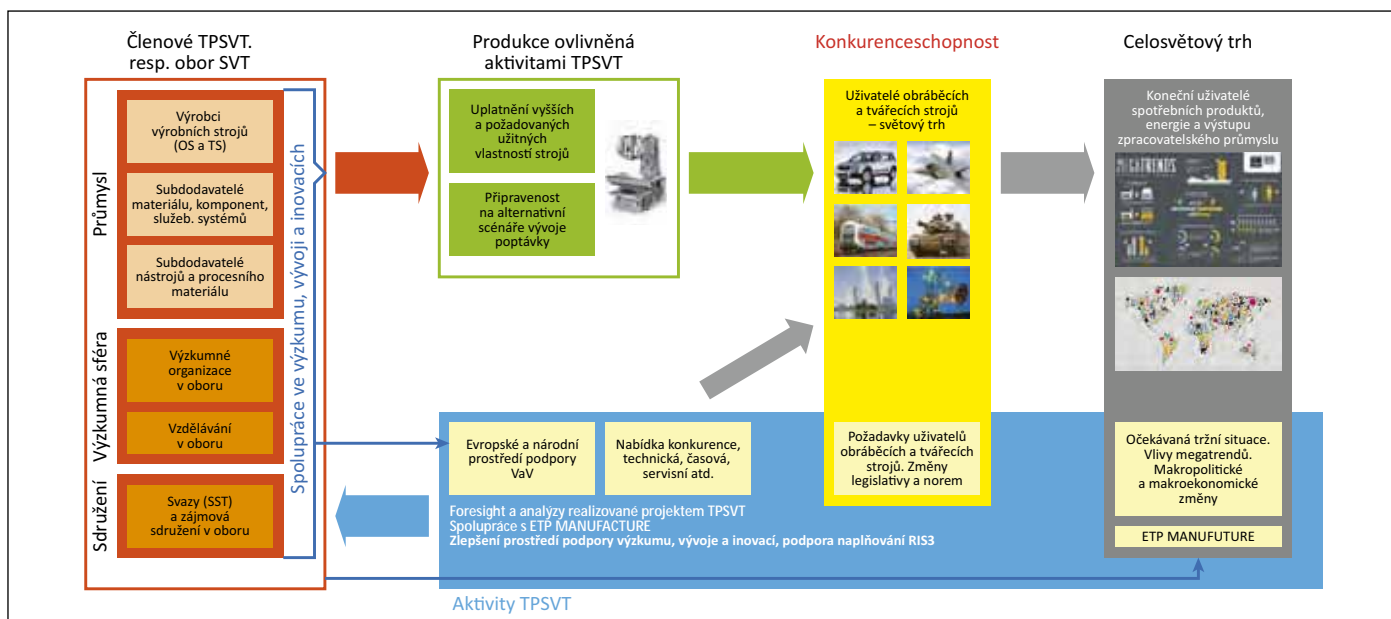 Členové TPSVT.
resp. obor SVT
Produkce ovlivněná
aktivitami TPSVT
Konkurenceschopnost
Celosvětový trh
Průmysl
Výrobci
výrobních strojů
(OS a TS)
Subdodavatelé
materiálu, komponent,
služeb. systémů
Subdodavatelé
nástrojů a procesního
materiálu
Výzkumná sféra
Výzkumné
organizace
v oboru
Vzdělávání
v oboru
Sdružení
Svazy (SST)
a zájmová
sdružení v oboru
Spolupráce ve výzkumu, vývoji a inovacích
Uplatnění vyšších
a požadovaných
užitných
vlastností strojů
Připravenost
na alternativní
scénáře vývoje
poptávky
Uživatelé obráběcích
a tvářecích strojů
– světový trh
Požadavky uživatelů
obráběcích a tvářecích
strojů. Změny
legislativy a norem
Koneční uživatelé
spotřebních produktů,
energie a výstupu
zpracovatelského průmyslu
MEGATRENDS
Očekávaná tržní situace.
Vlivy megatrendů.
Makropolitické
a makroekonomické
změny
ETP MANUFUTURE
Evropské a národní
prostředí podpory
VaV
Nabídka konkurence,
technická, časová,
servisní atd.
Foresight a analýzy realizované projektem TPSVT
Spolupráce s ETP MANUFACTURE
Zlepšení prostředí podpory výzkumu, vývoje a inovací, podpora naplňování RIS3
Aktivity TPSVT